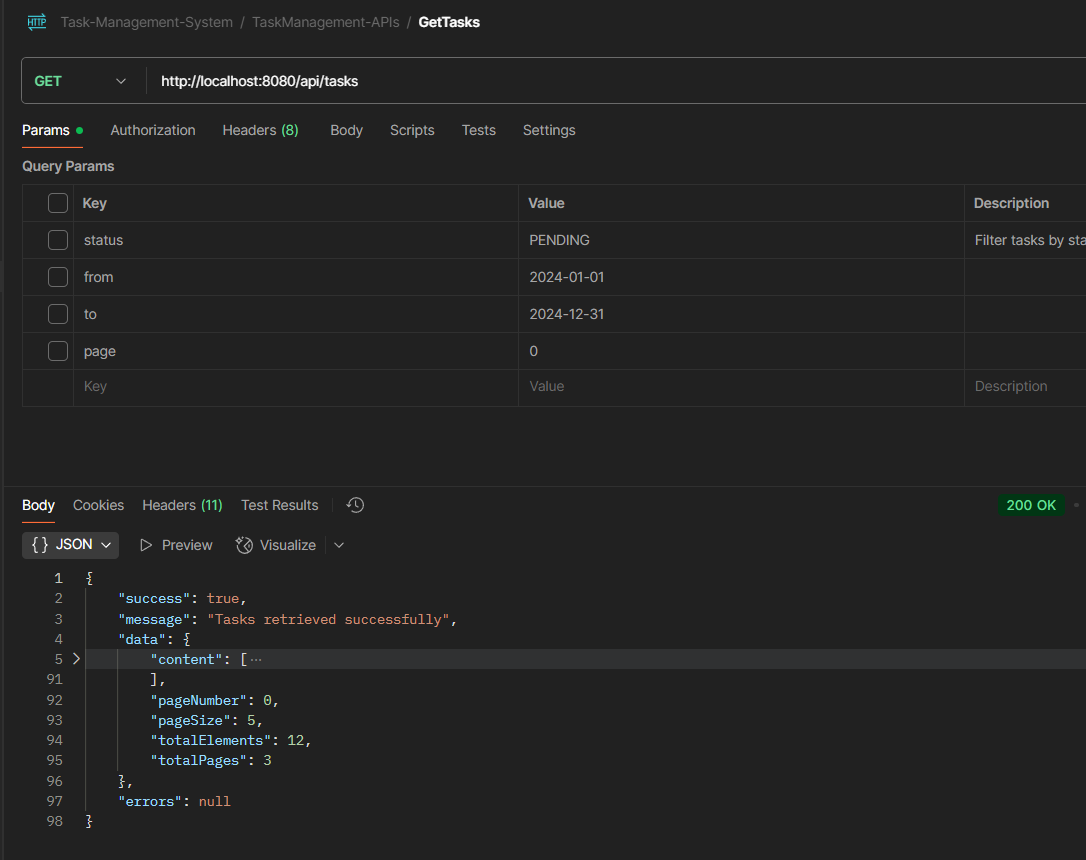 HTTP Task-Management-System / TaskManagement-APIs / GetTasks
GET http://localhost:8080/api/tasks
Params Authorization Headers (8) Body Scripts Tests Settings
Query Params
Key Value Description
status PENDING Filter tasks by sta
from 2024-01-01
to 2024-12-31
page 0
Key Value Description
Body Cookies Headers (11) Test Results 200 OK
{} JSON Preview Visualize
1 {
2 "success": true,
3 "message": "Tasks retrieved successfully",
4 "data": {
5 "content": [ ···
91 ],
92 "pageNumber": 0,
93 "pageSize": 5,
94 "totalElements": 12,
95 "totalPages": 3
96 },
97 "errors": null
98 }